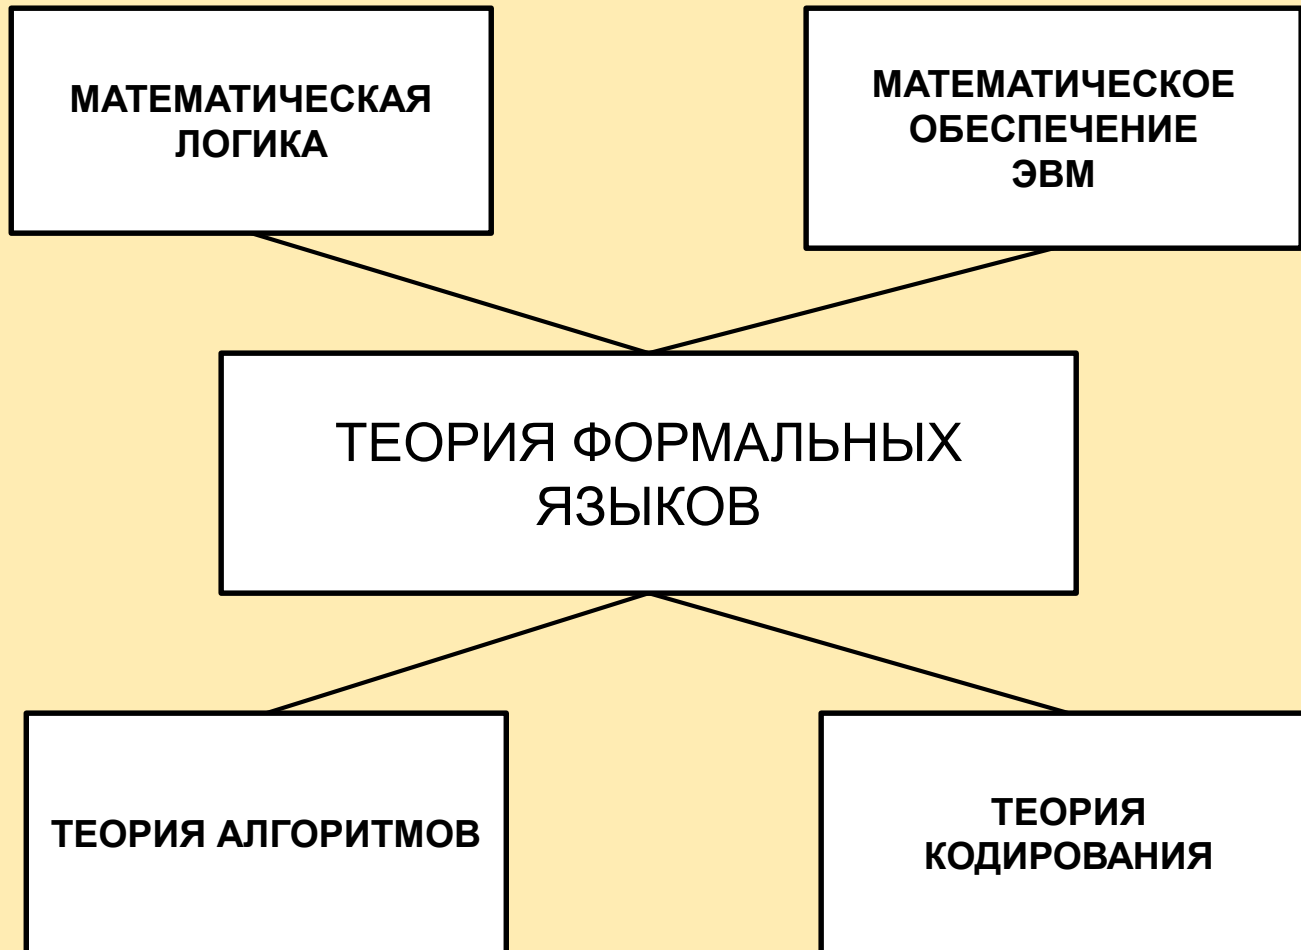 МАТЕМАТИЧЕСКАЯ
ЛОГИКА
МАТЕМАТИЧЕСКОЕ
ОБЕСПЕЧЕНИЕ
ЭВМ
ТЕОРИЯ ФОРМАЛЬНЫХ
ЯЗЫКОВ
ТЕОРИЯ АЛГОРИТМОВ
ТЕОРИЯ
КОДИРОВАНИЯ